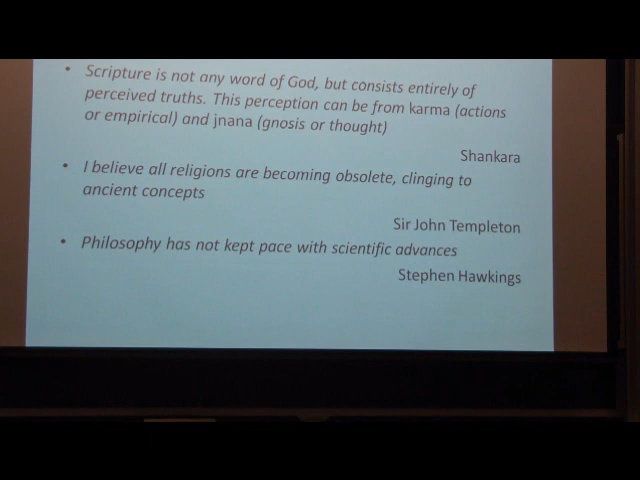 • Scripture is not any word of God, but consists entirely of
perceived truths. This perception can be from karma (actions
or empirical) and jnana (gnosis or thought)
Shankara
• I believe all religions are becoming obsolete, clinging to
ancient concepts
Sir John Templeton
• Philosophy has not kept pace with scientific advances
Stephen Hawkings